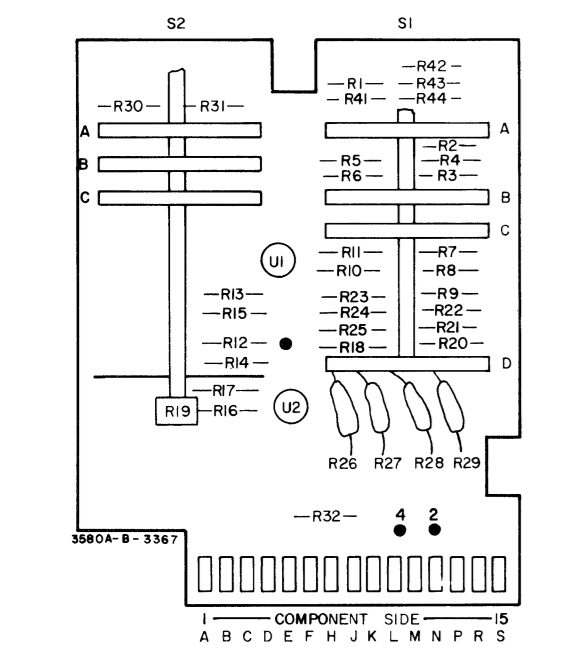 S2 S1
R42
R1 R43
R41 R44
R30 R31
A A
R2
R5 R4
R6 R3
B
C B
C
R11 R7
U1
R10 R8
R13 R23 R9
R15 R24 R22
R25 R21
R12 R18 R20
R14 D
R17
R19 R16 U2
R26 R27 R28 R29
R32 4 2
3580A-B-3367
1 COMPONENT SIDE 15
A B C D E F H J K L M N P R S